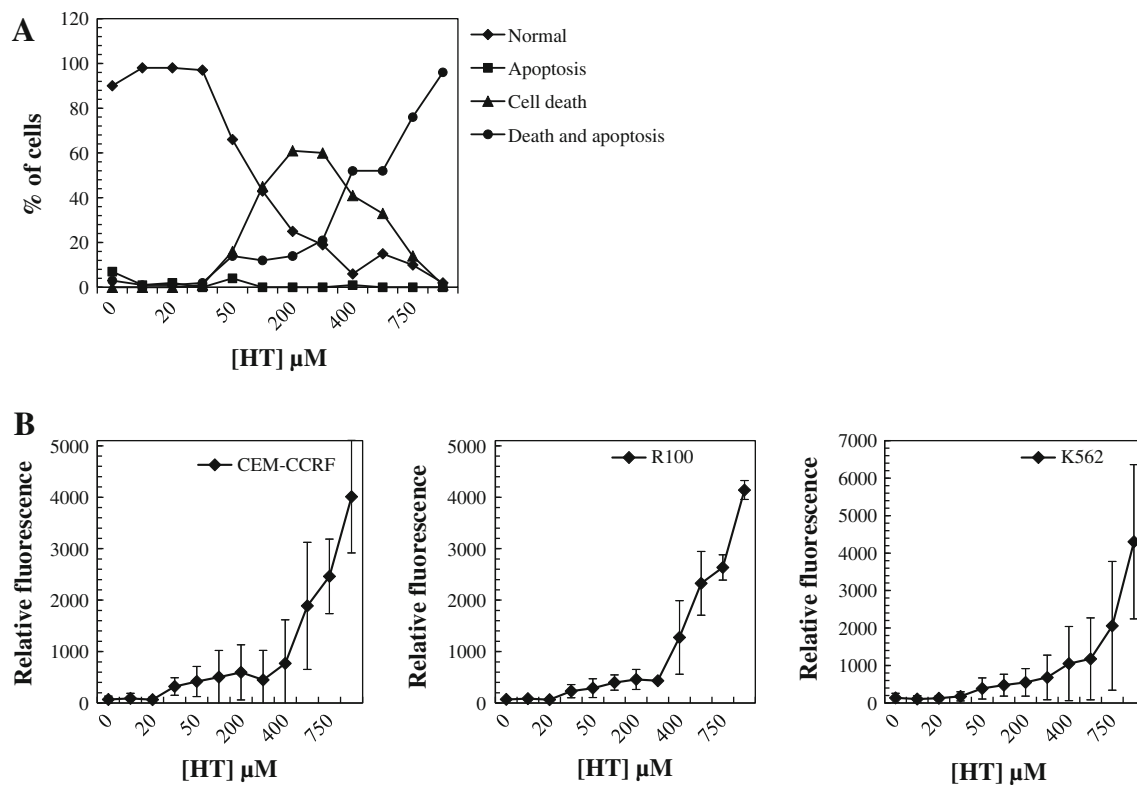 A
120
100
80
60
40
20
0
% of cells
0 20 50 200 400 750
[HT] μM
Normal
Apoptosis
Cell death
Death and apoptosis
B
5000
4000
3000
2000
1000
0
Relative fluorescence
CEM-CCRF
0 20 50 200 400 750
[HT] μM
5000
4000
3000
2000
1000
0
Relative fluorescence
R100
0 20 50 200 400 750
[HT] μM
7000
6000
5000
4000
3000
2000
1000
0
Relative fluorescence
K562
0 20 50 200 400 750
[HT] μM